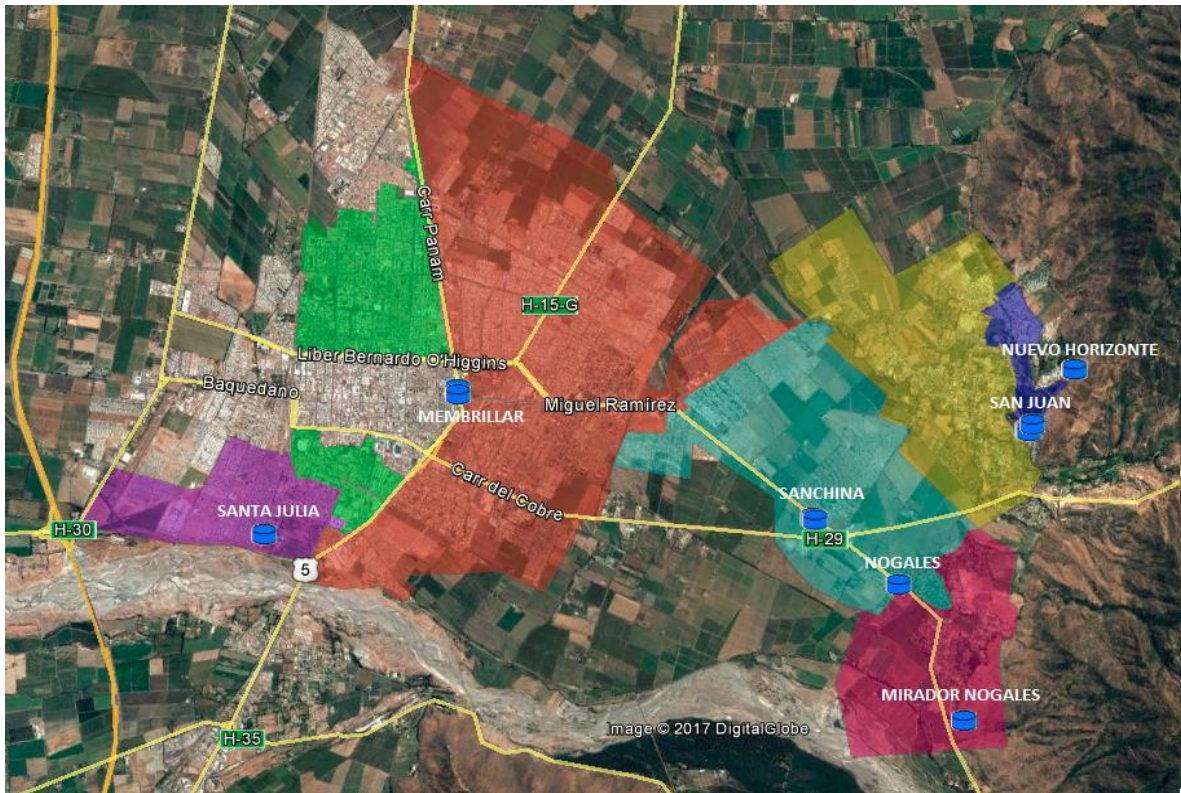 Carr Panam
H-15-G
Liber Bernardo O'Higgins
NUEVO HORIZONTE
Baquedano
MEMBRILLAR
Miguel Ramírez
SAN JUAN
Carr del Cobre
SANCHINA
SANTA JULIA
H-30
H-29
5
NOGALES
MIRADOR NOGALES
Image © 2017 DigitalGlobe
H-35